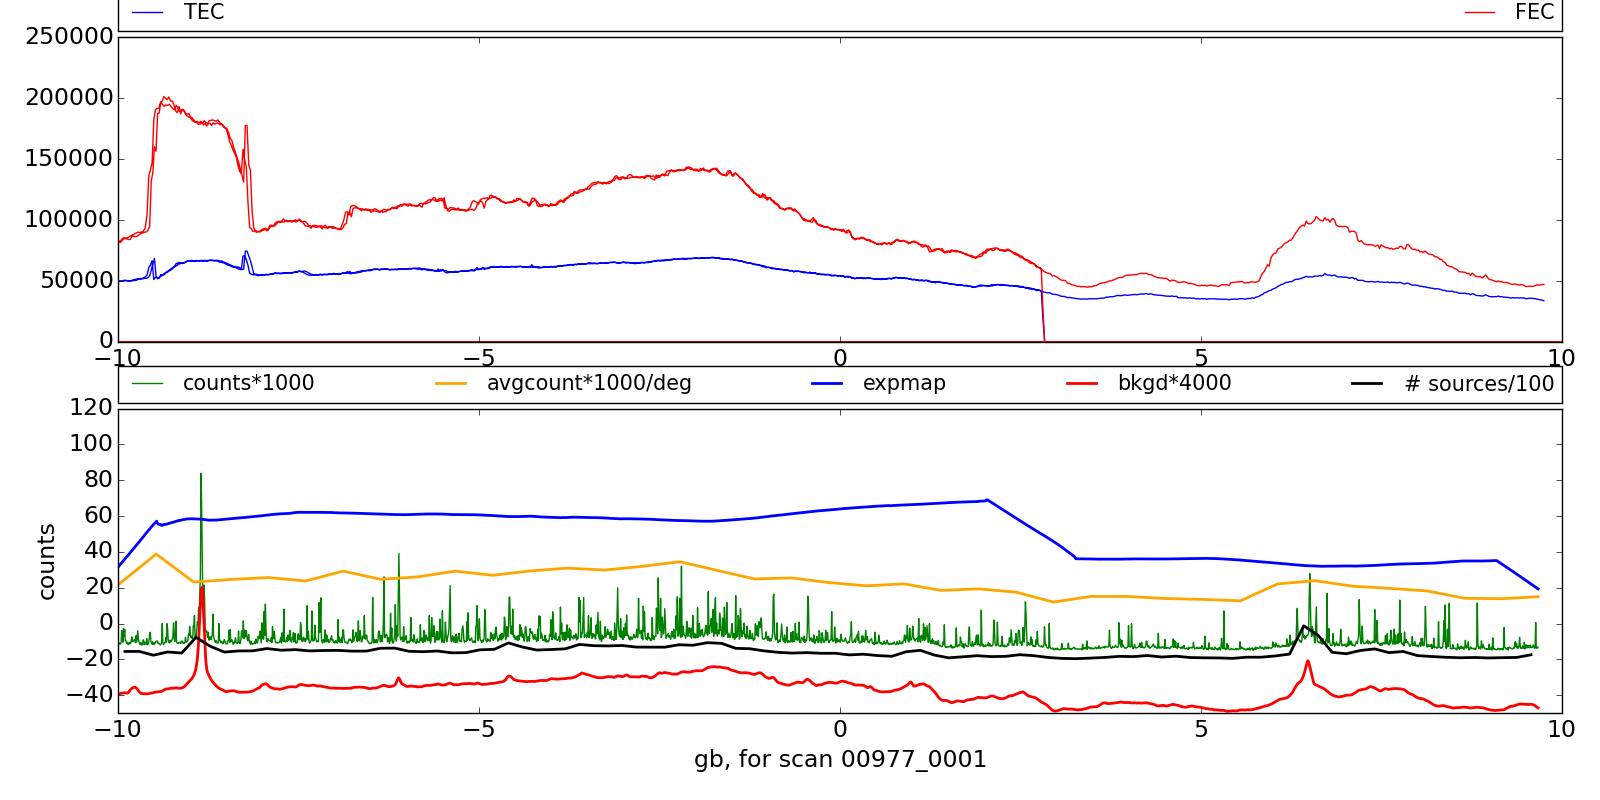 TEC FEC
250000
200000
150000
100000
50000
0
−10 −5 0 5 10
counts*1000 avgcount*1000/deg expmap bkgd*4000 # sources/100
120
100
80
60
40
20
0
−20
−40
counts
−10 −5 0 5 10
gb, for scan 00977_0001